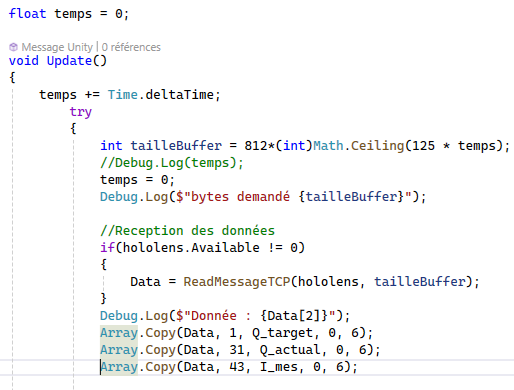 float temps = 0;
Message Unity | 0 références
void Update()
{
temps += Time.deltaTime;
try
{
int tailleBuffer = 812*(int)Math.Ceiling(125 * temps);
//Debug.Log(temps);
temps = 0;
Debug.Log($"bytes demandé {tailleBuffer}");
//Reception des données
if(hololens.Available != 0)
{
Data = ReadMessageTCP(hololens, tailleBuffer);
}
Debug.Log($"Donnée : {Data[2]}");
Array.Copy(Data, 1, Q_target, 0, 6);
Array.Copy(Data, 31, Q_actual, 0, 6);
Array.Copy(Data, 43, I_mes, 0, 6);